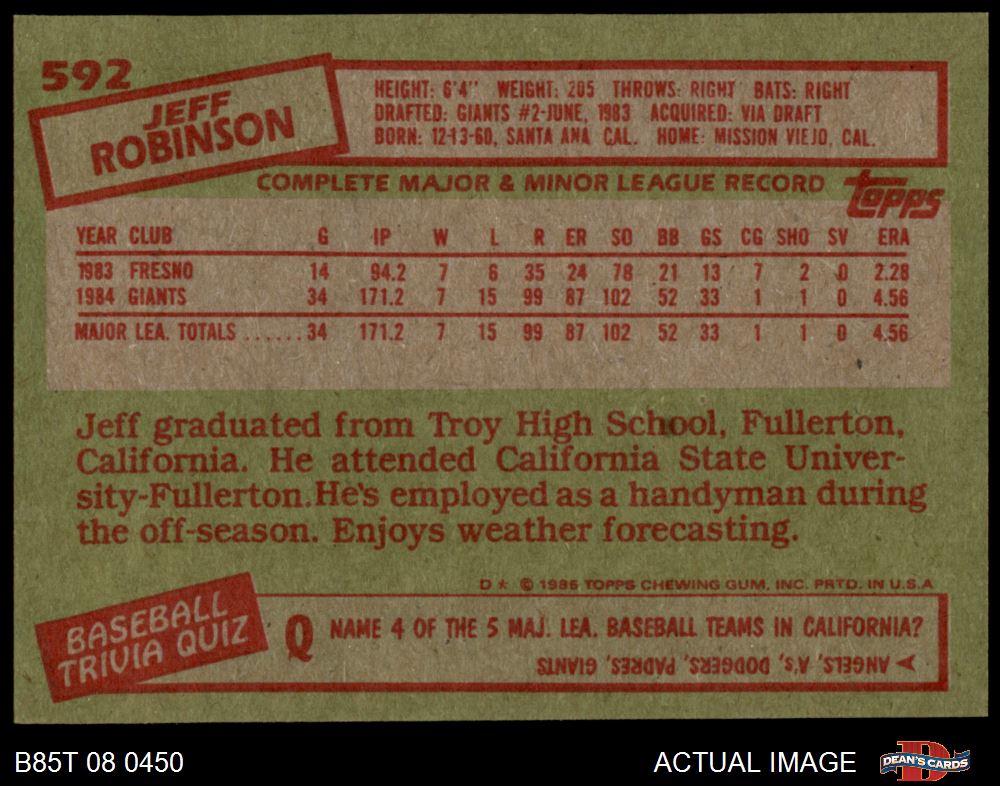 592
JEFF
ROBINSON
HEIGHT: 6'4" WEIGHT: 205 THROWS: RIGHT BATS: RIGHT
DRAFTED: GIANTS #2-JUNE, 1983 ACQUIRED: VIA DRAFT
BORN: 12-13-60, SANTA ANA CAL. HOME: MISSION VIEJO, CAL.
COMPLETE MAJOR & MINOR LEAGUE RECORD topps
YEAR CLUB G IP W L R ER SO BB GS CG SHO SV ERA
1983 FRESNO 14 94.2 7 6 35 24 78 21 13 7 2 0 2.28
1984 GIANTS 34 171.2 7 15 99 87 102 52 33 1 1 0 4.56
MAJOR LEA. TOTALS ...... 34 171.2 7 15 99 87 102 52 33 1 1 0 4.56
Jeff graduated from Troy High School, Fullerton,
California. He attended California State Univer-
sity-Fullerton. He's employed as a handyman during
the off-season. Enjoys weather forecasting.
D* © 1985 TOPPS CHEWING GUM, INC. PRTD. IN U.S.A
BASEBALL
TRIVIA QUIZ
Q NAME 4 OF THE 5 MAJ. LEA. BASEBALL TEAMS IN CALIFORNIA?
A ANGELS, A's, DODGERS, PADRES, GIANTS
B85T 08 0450
ACTUAL IMAGE
D DEAN'S CARDS